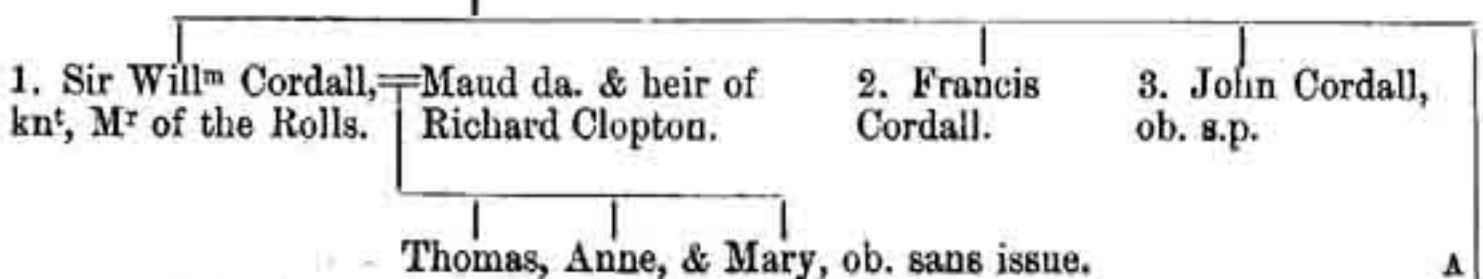 1. Sir Willᵐ Cordall,═Maud da. & heir of 2. Francis 3. John Cordall,
knᵗ, Mʳ of the Rolls. Richard Clopton. Cordall. ob. s.p.
Thomas, Anne, & Mary, ob. sans issue. A